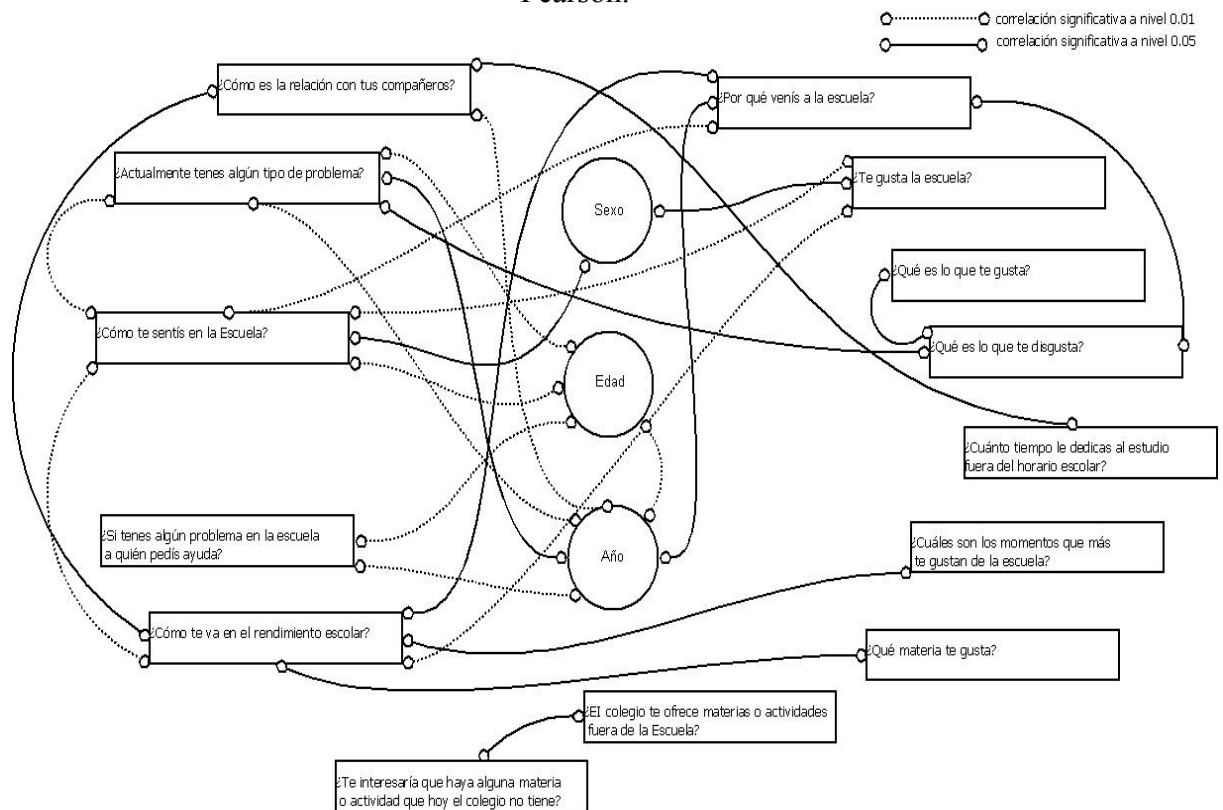 Pearson.
correlación significativa a nivel 0.01
correlación significativa a nivel 0.05
¿Cómo es la relación con tus compañeros?
¿Por qué venís a la escuela?
¿Actualmente tenes algún tipo de problema?
¿Te gusta la escuela?
Sexo
¿Qué es lo que te gusta?
¿Cómo te sentís en la Escuela?
¿Qué es lo que te disgusta?
Edad
¿Cuánto tiempo le dedicas al estudio
fuera del horario escolar?
¿Si tenes algún problema en la escuela
a quién pedís ayuda?
Año
¿Cuáles son los momentos que más
te gustan de la escuela?
¿Cómo te va en el rendimiento escolar?
¿Qué materia te gusta?
¿El colegio te ofrece materias o actividades
fuera de la Escuela?
¿Te interesaría que haya alguna materia
o actividad que hoy el colegio no tiene?